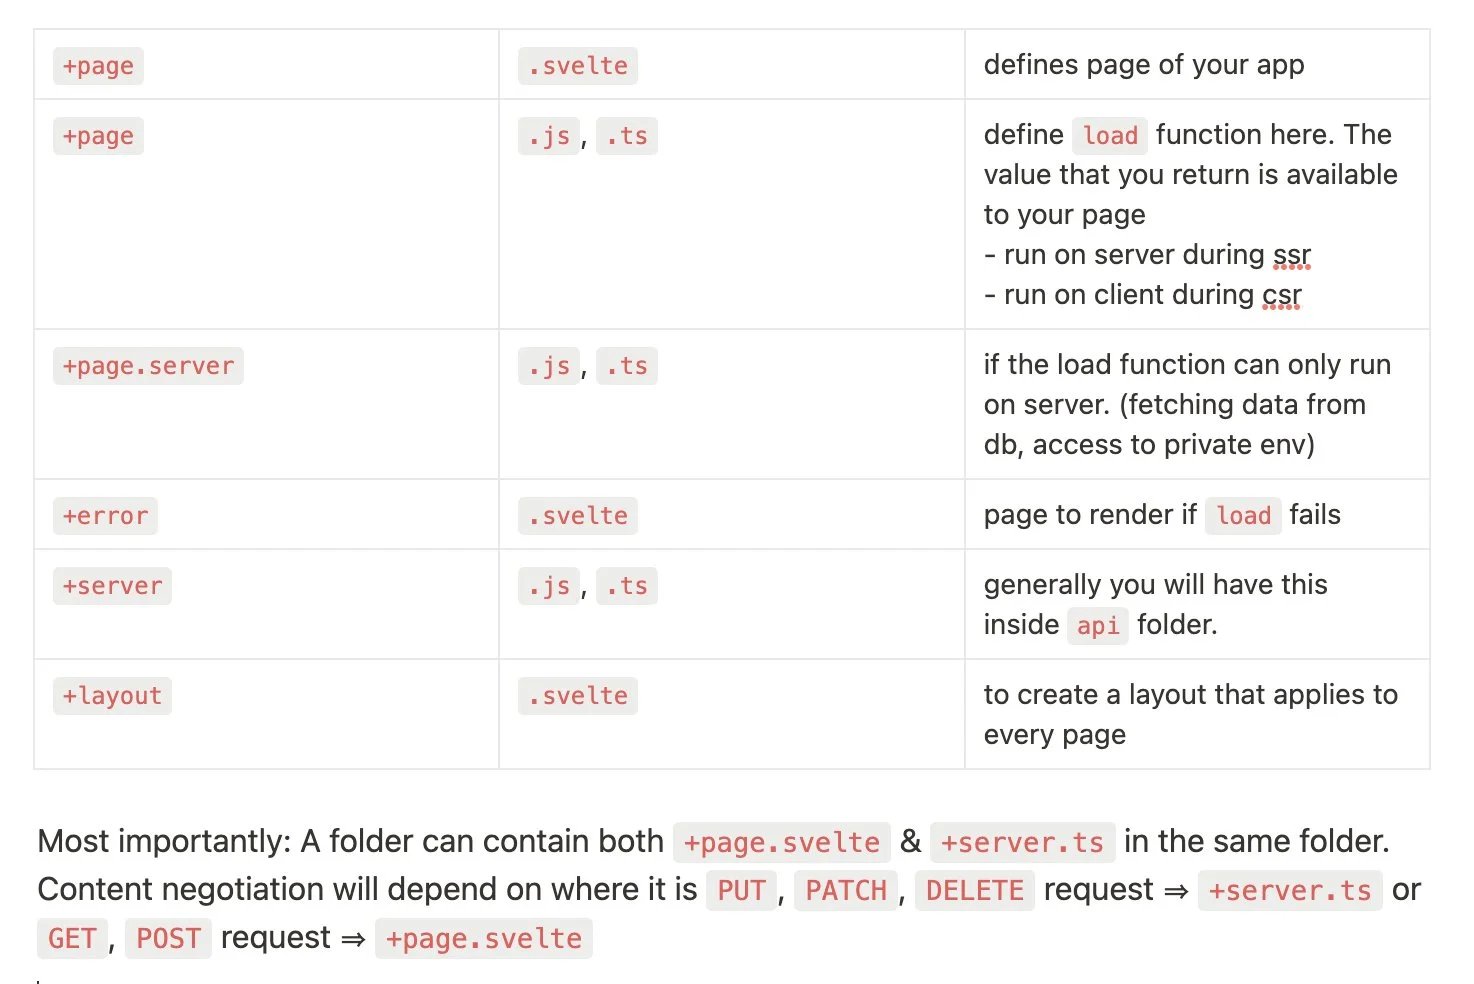 +page .svelte defines page of your app
+page .js, .ts define load function here. The
value that you return is available
to your page
- run on server during ssr
- run on client during csr
+page.server .js, .ts if the load function can only run
on server. (fetching data from
db, access to private env)
+error .svelte page to render if load fails
+server .js, .ts generally you will have this
inside api folder.
+layout .svelte to create a layout that applies to
every page
Most importantly: A folder can contain both +page.svelte & +server.ts in the same folder.
Content negotiation will depend on where it is PUT, PATCH, DELETE request ⇒ +server.ts or
GET, POST request ⇒ +page.svelte